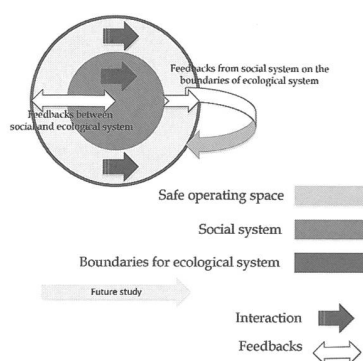 Feedbacks from social system on the
boundaries of ecological system
Feedbacks between
social and ecological system
Safe operating space
Social system
Boundaries for ecological system
Future study
Interaction
Feedbacks